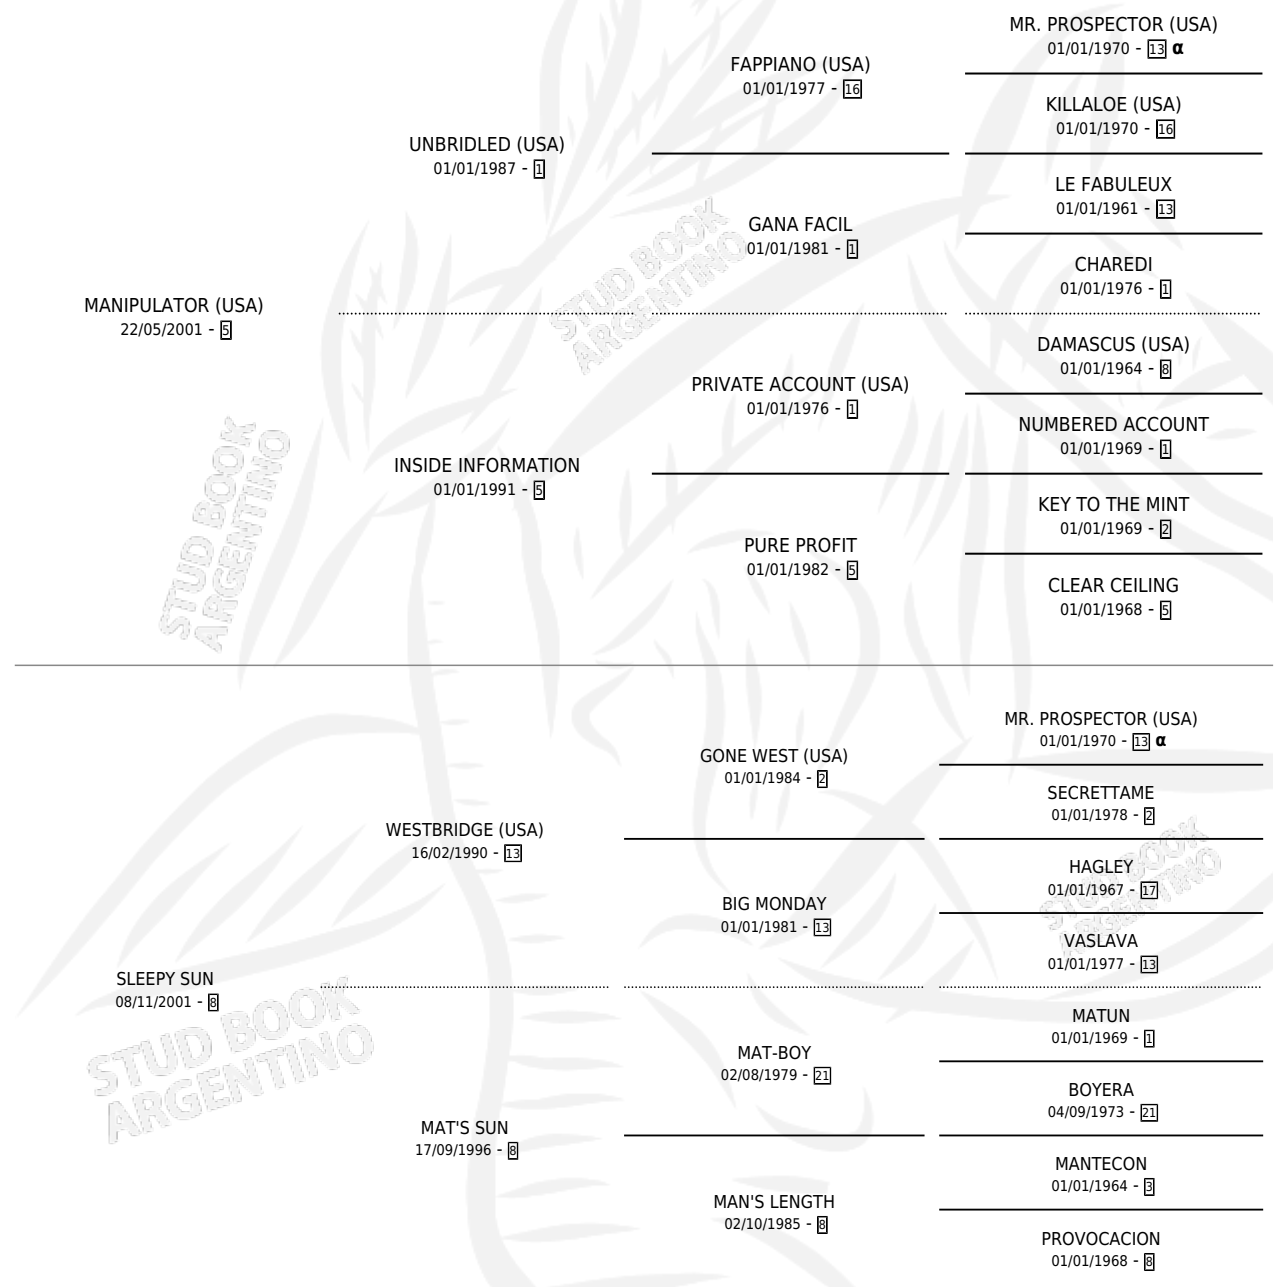 MR. PROSPECTOR (USA)
01/01/1970 - 13 α
FAPPIANO (USA)
01/01/1977 - 16
KILLALOE (USA)
01/01/1970 - 16
UNBRIDLED (USA)
01/01/1987 - 1
LE FABULEUX
01/01/1961 - 13
GANA FACIL
01/01/1981 - 1
CHAREDI
01/01/1976 - 1
MANIPULATOR (USA)
22/05/2001 - 5
DAMASCUS (USA)
01/01/1964 - 8
PRIVATE ACCOUNT (USA)
01/01/1976 - 1
NUMBERED ACCOUNT
01/01/1969 - 1
INSIDE INFORMATION
01/01/1991 - 5
KEY TO THE MINT
01/01/1969 - 2
PURE PROFIT
01/01/1982 - 5
CLEAR CEILING
01/01/1968 - 5
STUD BOOK
ARGENTINO
STUD BOOK
ARGENTINO
MR. PROSPECTOR (USA)
01/01/1970 - 13 α
GONE WEST (USA)
01/01/1984 - 2
SECRETTAME
01/01/1978 - 2
WESTBRIDGE (USA)
16/02/1990 - 13
HAGLEY
01/01/1967 - 17
BIG MONDAY
01/01/1981 - 13
VASLAVA
01/01/1977 - 13
SLEEPY SUN
08/11/2001 - 8
MATUN
01/01/1969 - 1
MAT-BOY
02/08/1979 - 21
BOYERA
04/09/1973 - 21
MAT'S SUN
17/09/1996 - 8
MANTECON
01/01/1964 - 3
MAN'S LENGTH
02/10/1985 - 8
PROVOCACION
01/01/1968 - 8
STUD BOOK
ARGENTINO
STUD BOOK
ARGENTINO